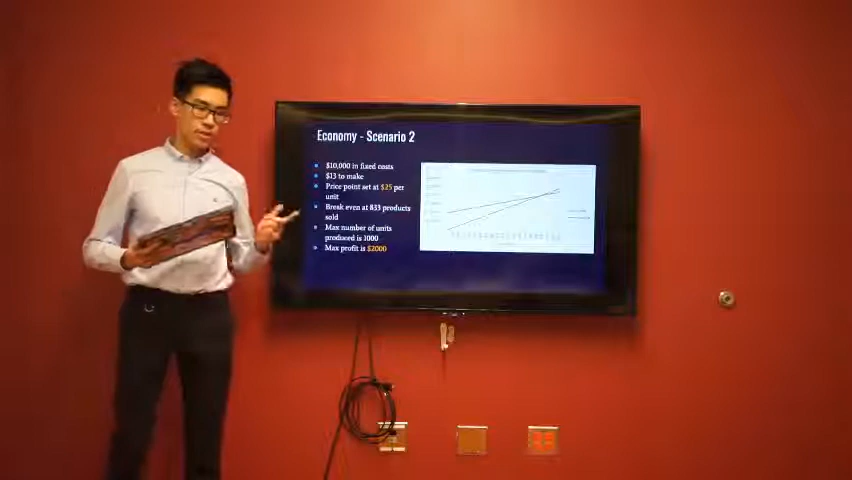 Economy - Scenario 2
$10,000 in fixed costs
$13 to make
Price point set at $25 per
unit
Break even at 833 products
sold
Max number of units
produced is 1000
Max profit is $2000